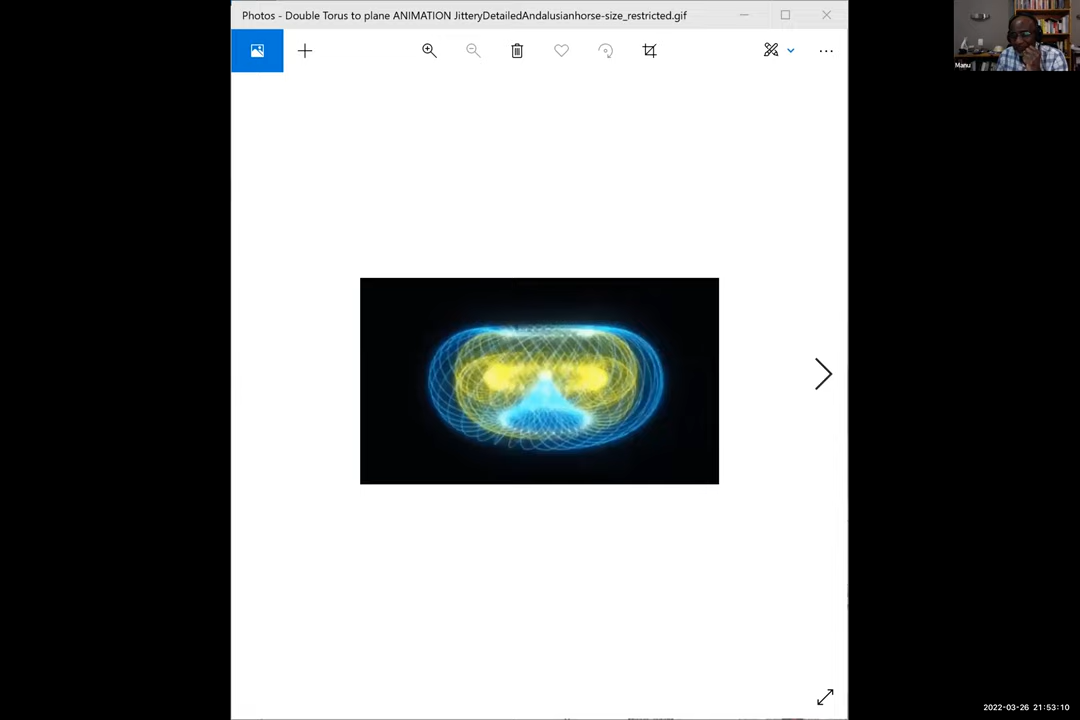 Photos - Double Torus to plane ANIMATION JitteryDetailedAndalusianhorse-size_restricted.gif
Manu
2022-03-26 21:53:10